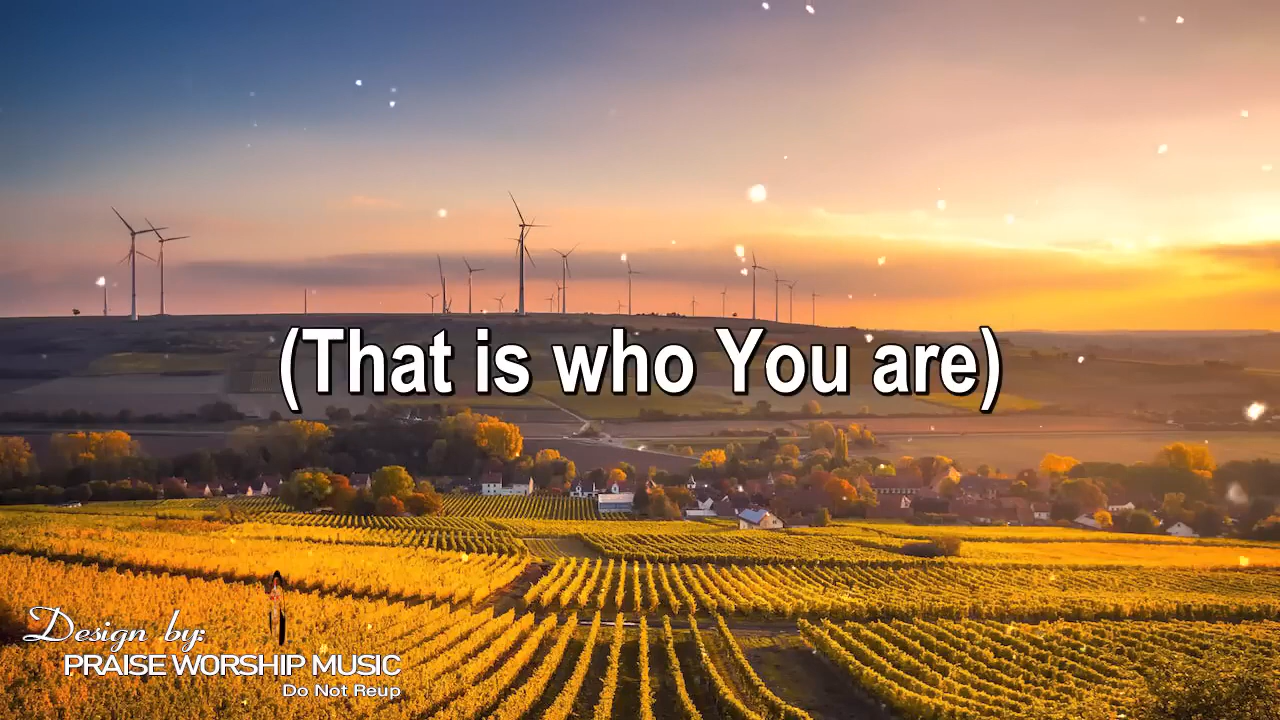 (That is who You are)
Design by:
PRAISE WORSHIP MUSIC
Do Not Reup